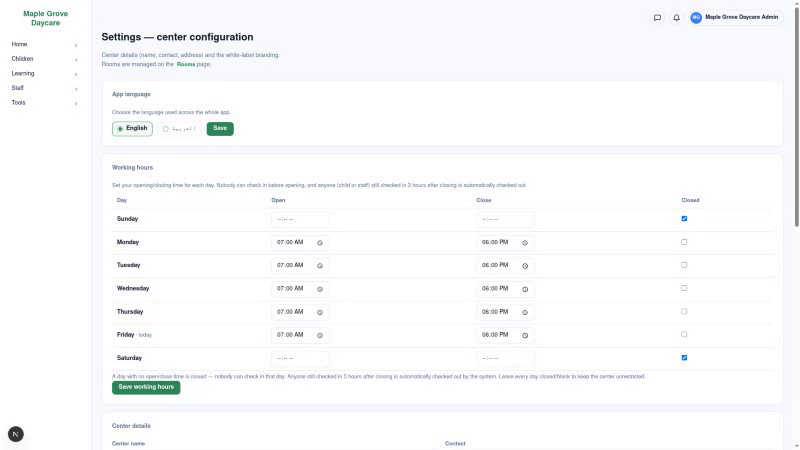 Maple Grove
Daycare
MG Maple Grove Daycare Admin
Home
Children
Learning
Staff
Tools
Settings — center configuration
Center details (name, contact, address) and the white-label branding.
Rooms are managed on the Rooms page.
App language
Choose the language used across the whole app.
English العربية Save
Working hours
Set your opening/closing time for each day. Nobody can check in before opening, and anyone (child or staff) still checked in 3 hours after closing is automatically checked out.
Day Open Close Closed
Sunday --:-- -- --:-- --
Monday 07:00 AM 06:00 PM
Tuesday 07:00 AM 06:00 PM
Wednesday 07:00 AM 06:00 PM
Thursday 07:00 AM 06:00 PM
Friday · today 07:00 AM 06:00 PM
Saturday --:-- -- --:-- --
A day with no open/close time is closed — nobody can check in that day. Anyone still checked in 3 hours after closing is automatically checked out by the system. Leave every day closed/blank to keep the center unrestricted.
Save working hours
Center details
Center name Contact
N